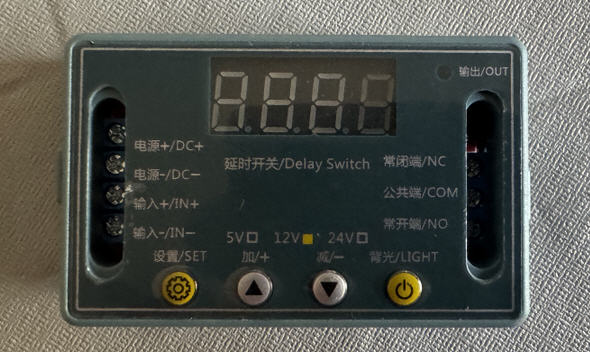 输出/OUT
电源+/DC+
延时开关/Delay Switch
常闭端/NC
电源-/DC-
公共端/COM
输入+/IN+
常开端/NO
输入-/IN-
5V 12V 24V
设置/SET 加/+ 减/- 背光/LIGHT